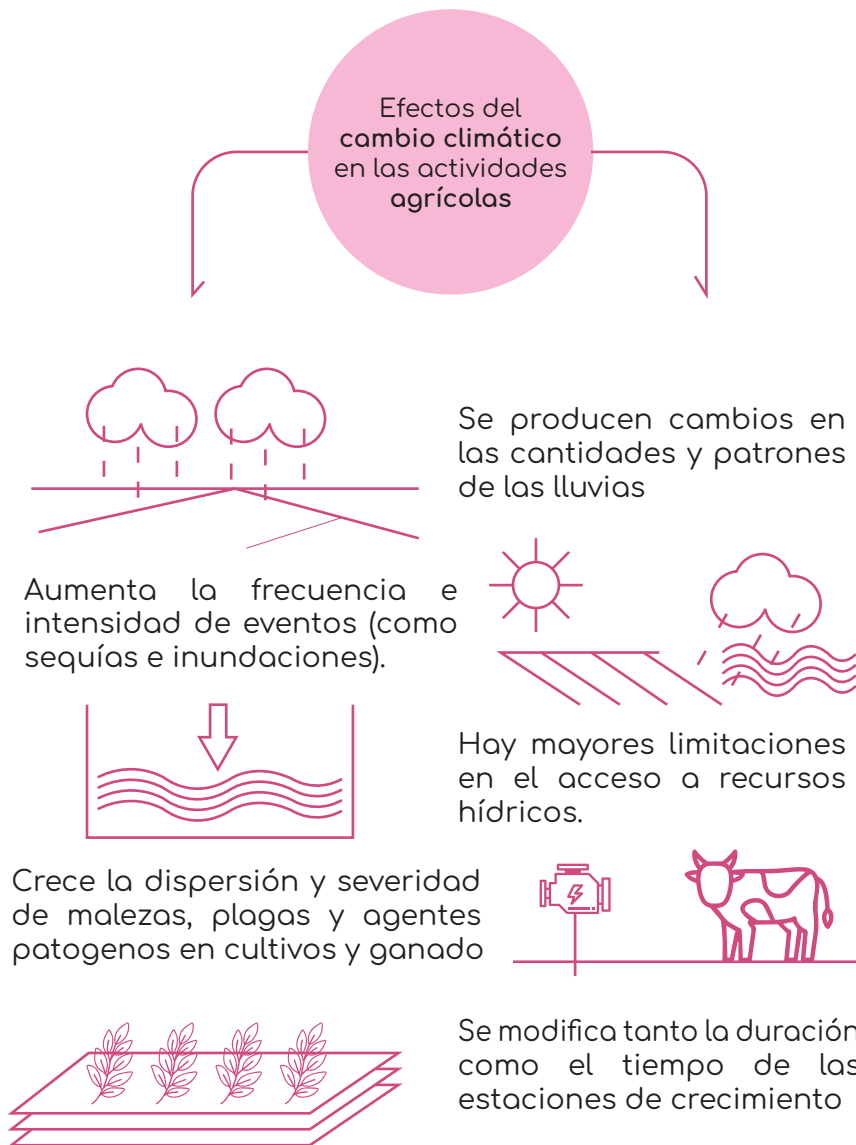 Efectos del
cambio climático
en las actividades
agrícolas
Se producen cambios en
las cantidades y patrones
de las lluvias
Aumenta la frecuencia e
intensidad de eventos (como
sequías e inundaciones).
Hay mayores limitaciones
en el acceso a recursos
hídricos.
Crece la dispersión y severidad
de malezas, plagas y agentes
patogenos en cultivos y ganado
Se modifica tanto la duración
como el tiempo de las
estaciones de crecimiento